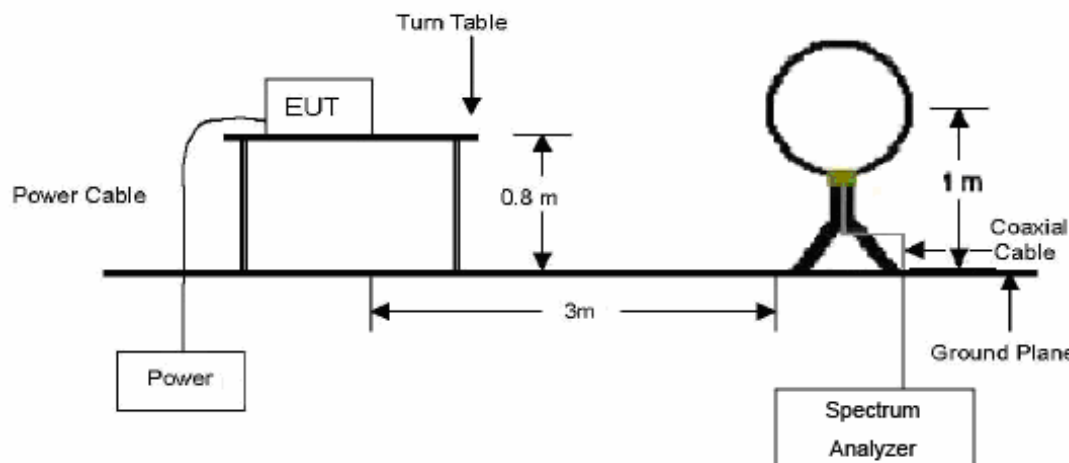 Turn Table
EUT
Power Cable
0.8 m
1 m
Coaxial
Cable
3m
Ground Plane
Power
Spectrum
Analyzer